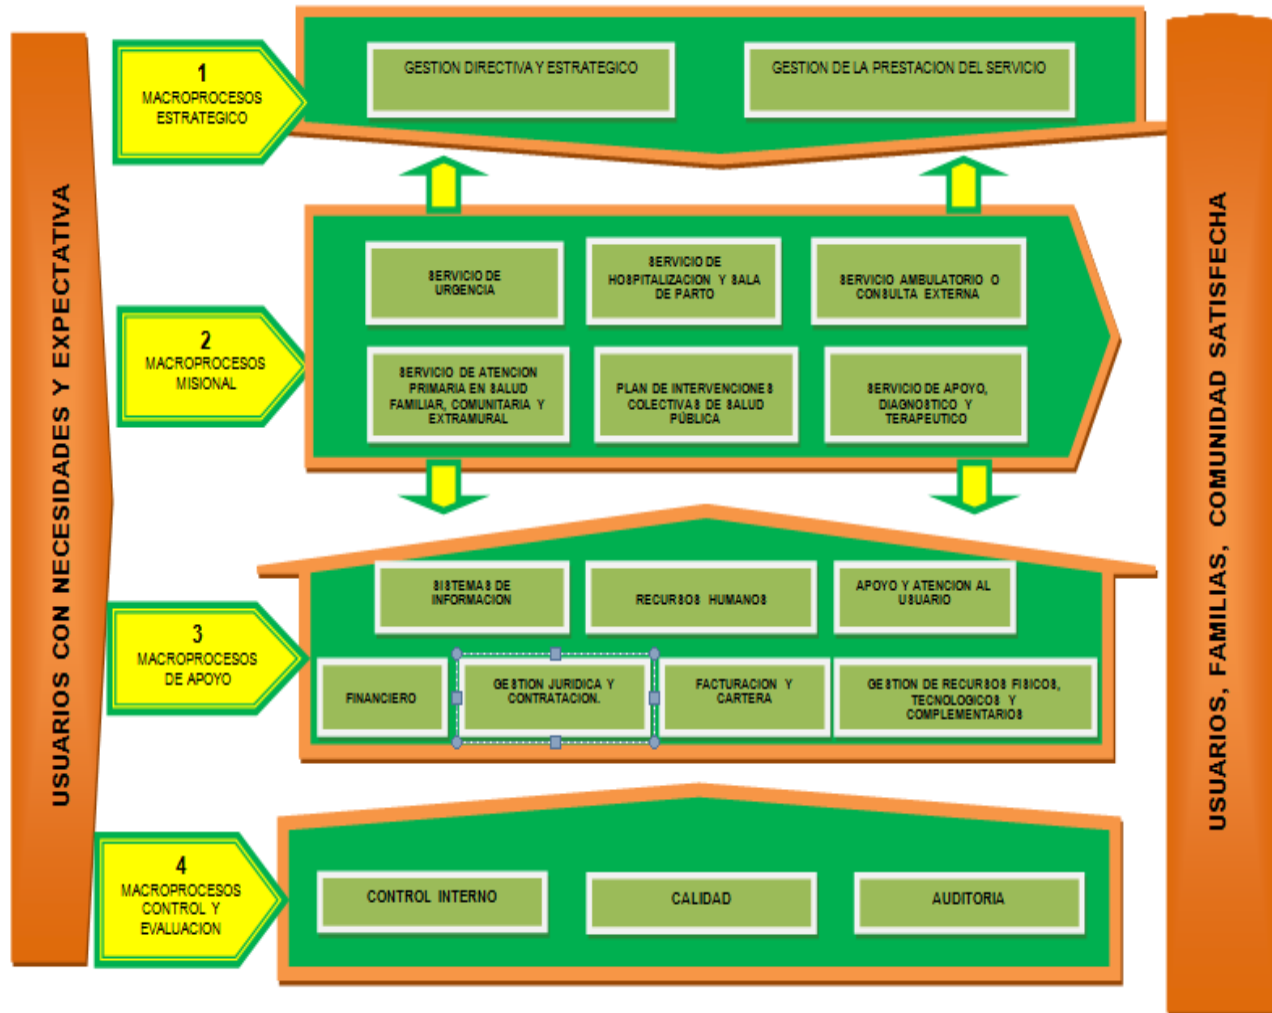 USUARIOS CON NECESIDADES Y EXPECTATIVA
1
MACROPROCESOS
ESTRATEGICO
GESTION DIRECTIVA Y ESTRATEGICO
GESTION DE LA PRESTACION DEL SERVICIO
2
MACROPROCESOS
MISIONAL
SERVICIO DE
URGENCIA
SERVICIO DE
HOSPITALIZACION Y SALA
DE PARTO
SERVICIO AMBULATORIO O
CONSULTA EXTERNA
SERVICIO DE ATENCION
PRIMARIA EN SALUD
FAMILIAR, COMUNITARIA Y
EXTRAMURAL
PLAN DE INTERVENCIONES
COLECTIVAS DE SALUD
PÚBLICA
SERVICIO DE APOYO,
DIAGNOSTICO Y
TERAPEUTICO
3
MACROPROCESOS
DE APOYO
SISTEMAS DE
INFORMACION
RECURSOS HUMANOS
APOYO Y ATENCION AL
USUARIO
FINANCIERO
GESTION JURIDICA Y
CONTRATACION.
FACTURACION Y
CARTERA
GESTION DE RECURSOS FISICOS,
TECNOLOGICOS Y
COMPLEMENTARIOS
4
MACROPROCESOS
CONTROL Y
EVALUACION
CONTROL INTERNO
CALIDAD
AUDITORIA
USUARIOS, FAMILIAS, COMUNIDAD SATISFECHA